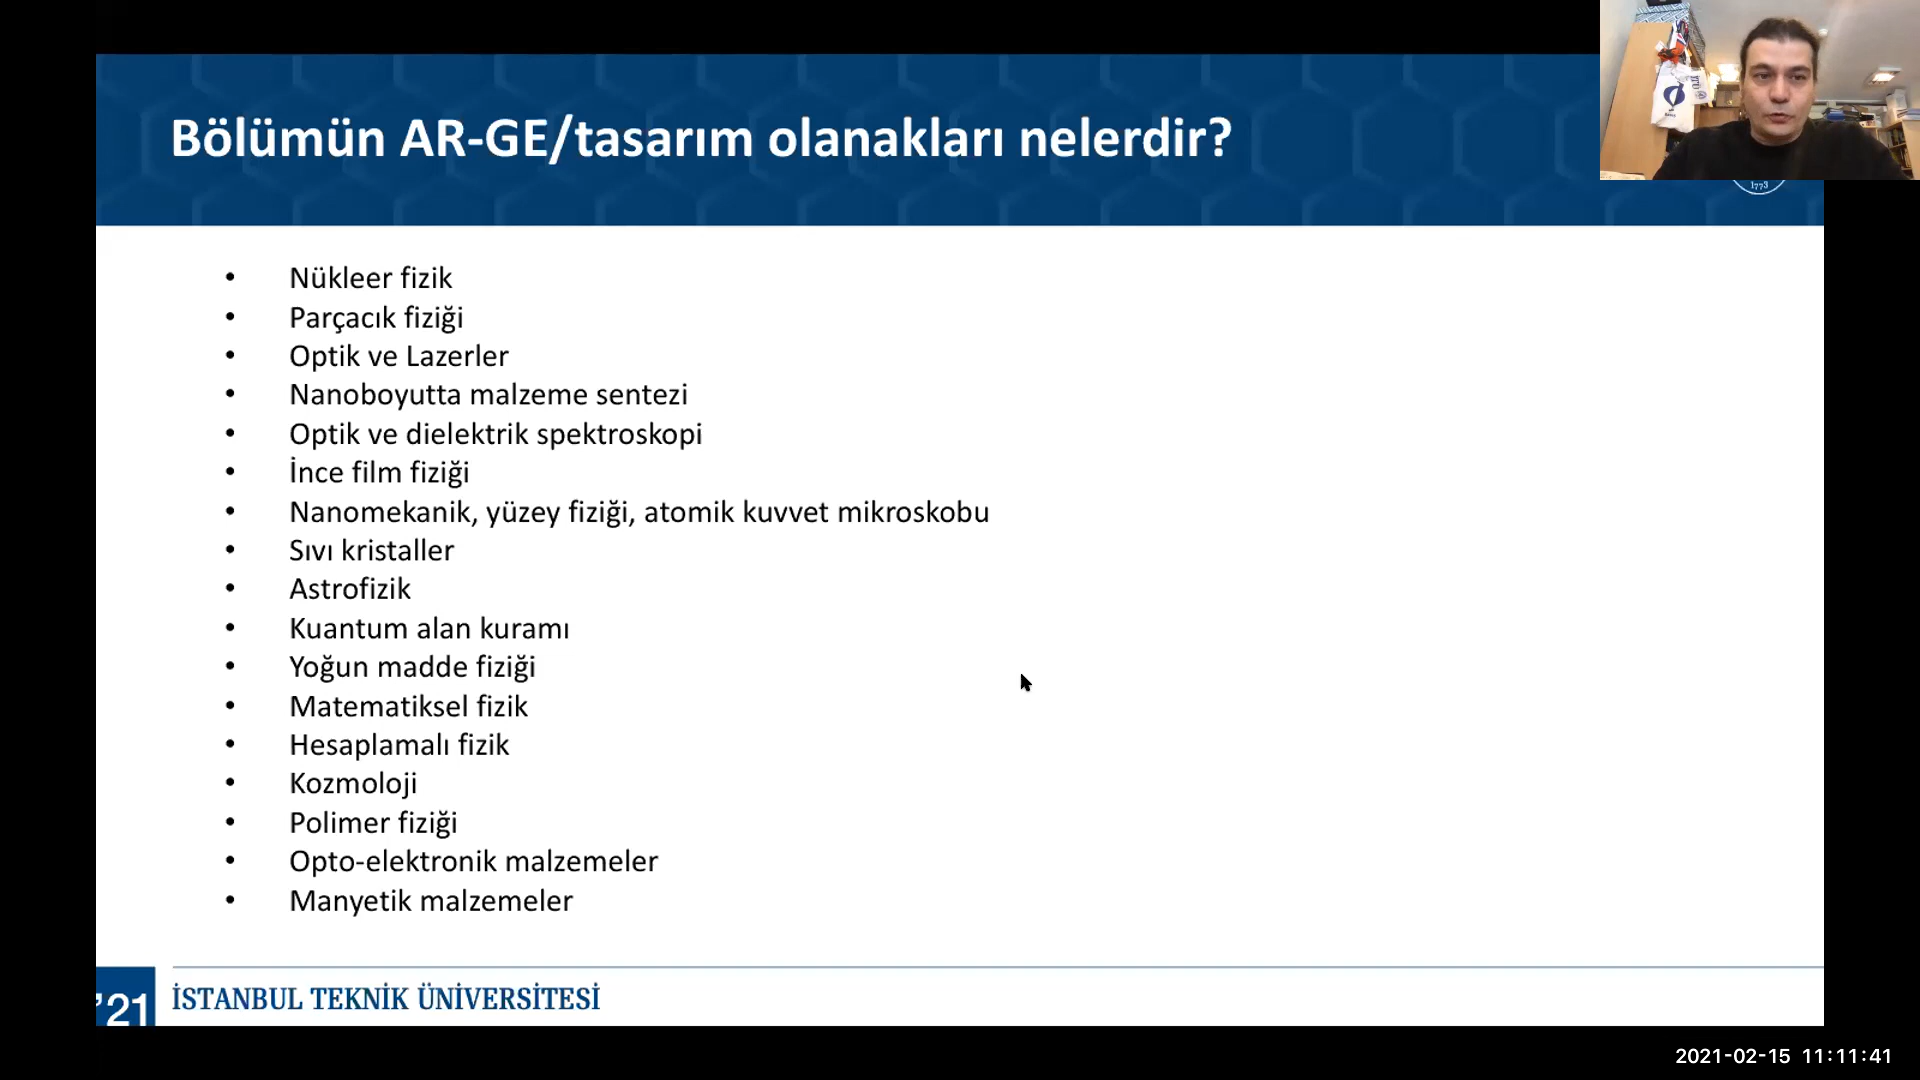 Bölümün AR-GE/tasarım olanakları nelerdir?
1773
• Nükleer fizik
• Parçacık fiziği
• Optik ve Lazerler
• Nanoboyutta malzeme sentezi
• Optik ve dielektrik spektroskopi
• İnce film fiziği
• Nanomekanik, yüzey fiziği, atomik kuvvet mikroskobu
• Sıvı kristaller
• Astrofizik
• Kuantum alan kuramı
• Yoğun madde fiziği
• Matematiksel fizik
• Hesaplamalı fizik
• Kozmoloji
• Polimer fiziği
• Opto-elektronik malzemeler
• Manyetik malzemeler
'21 İSTANBUL TEKNİK ÜNİVERSİTESİ
2021-02-15 11:11:41